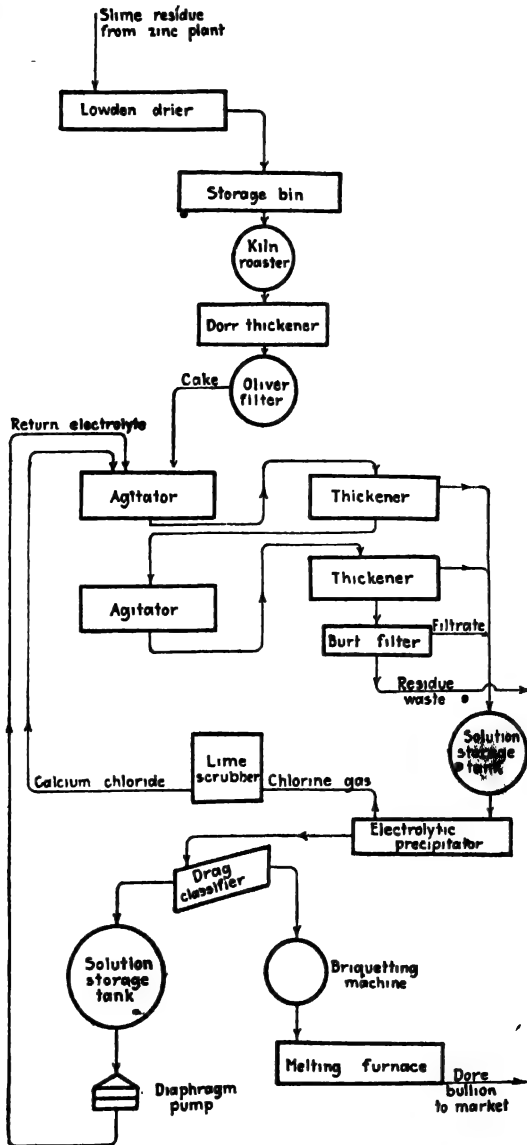 Slime residue
from zinc plant
Lowden drier
Storage bin
Kiln
roaster
Dorr thickener
Cake
Oliver
filter
Return electrolyte
Agitator
Thickener
Agitator
Thickener
Burt filter
Filtrate
Residue
waste
Solution
storage
tank
Lime
scrubber
Calcium chloride
Chlorine gas
Electrolytic
precipitator
Drag
classifier
Solution
storage
tank
Briquetting
machine
Melting furnace
Diaphragm
pump
Dore
bullion
to market